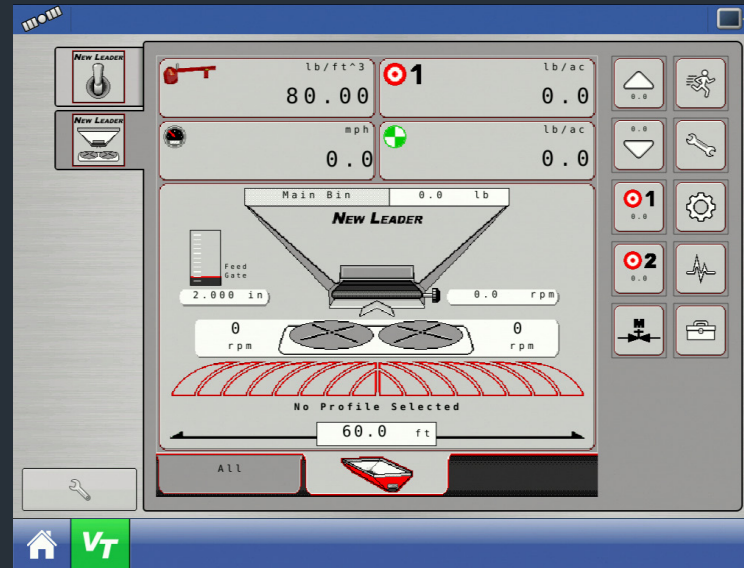 NEW LEADER
NEW LEADER
lb/ft^3
80.00
1
lb/ac
0.0
mph
0.0
lb/ac
0.0
Main Bin 0.0 lb
NEW LEADER
Feed
Gate
2.000 in
0.0 rpm
0
rpm
0
rpm
No Profile Selected
60.0 ft
All
0.0
0.0
1
0.0
2
0.0
M
VT